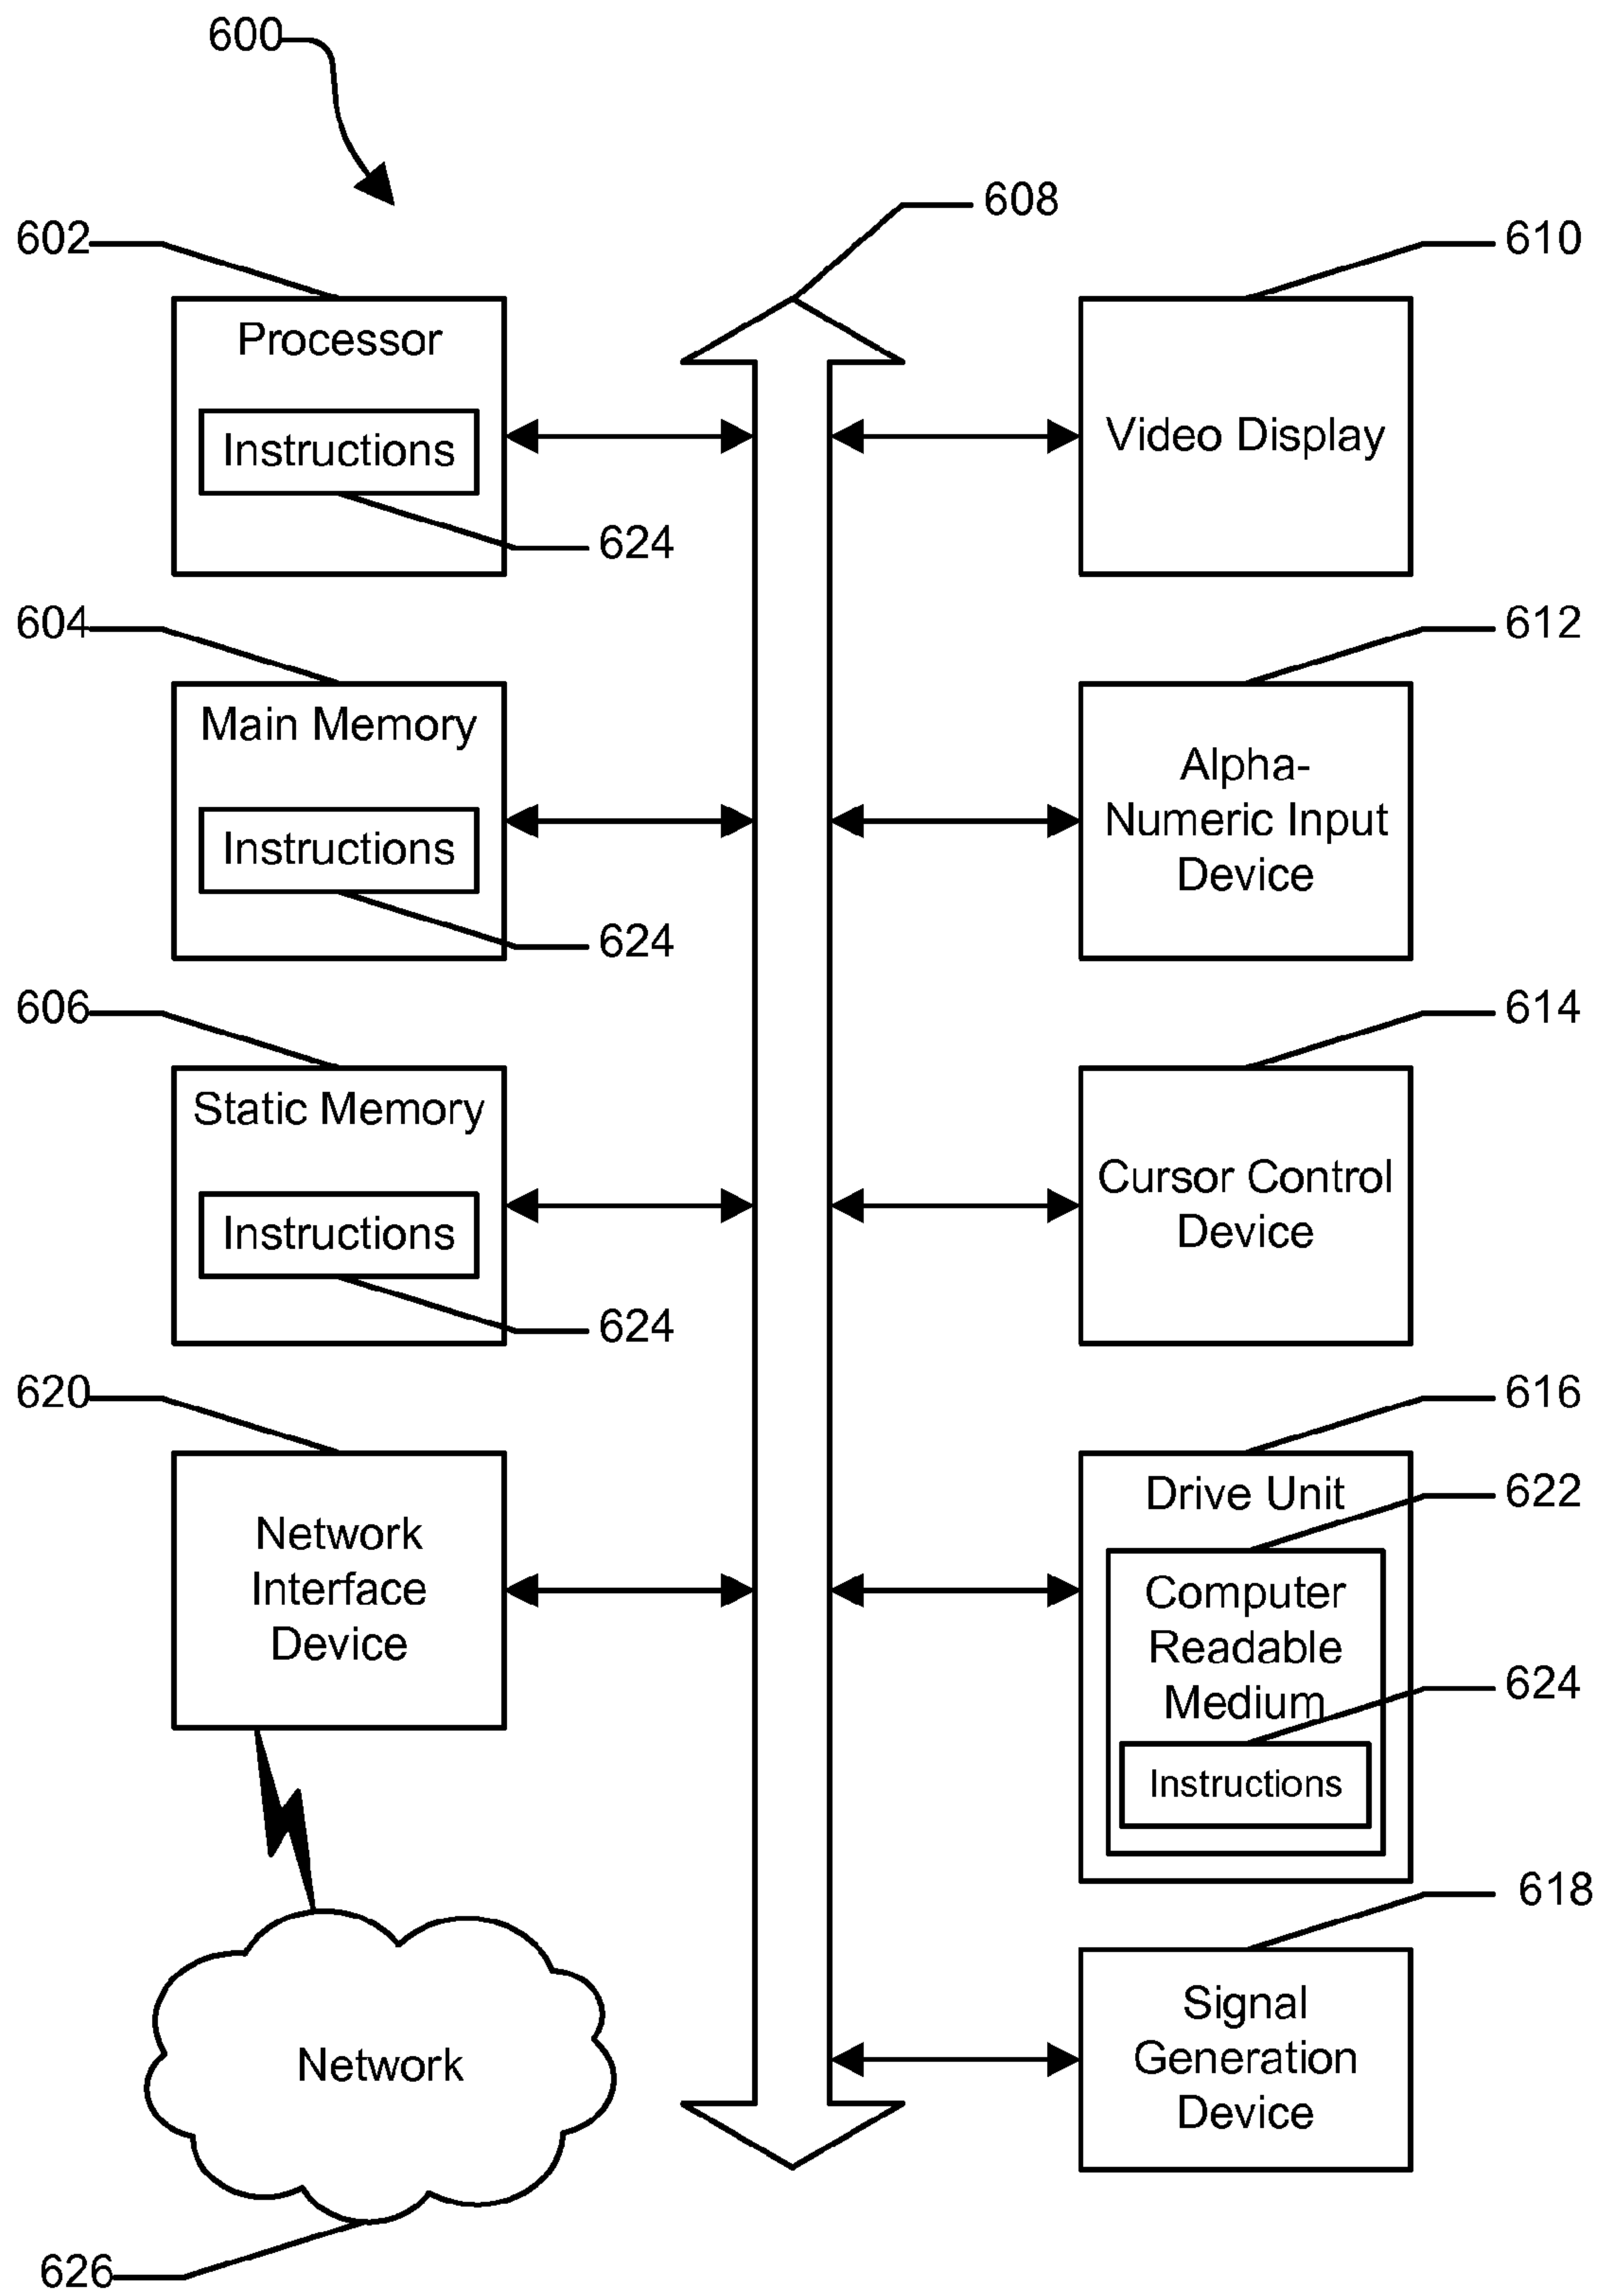 600
608
602
610
Processor
Instructions
Video Display
624
604
612
Main Memory
Alpha-
Numeric Input
Device
Instructions
624
606
614
Static Memory
Cursor Control
Device
Instructions
624
620
616
Drive Unit
622
Network
Interface
Device
Computer
Readable
Medium
624
Instructions
618
Signal
Generation
Device
Network
626